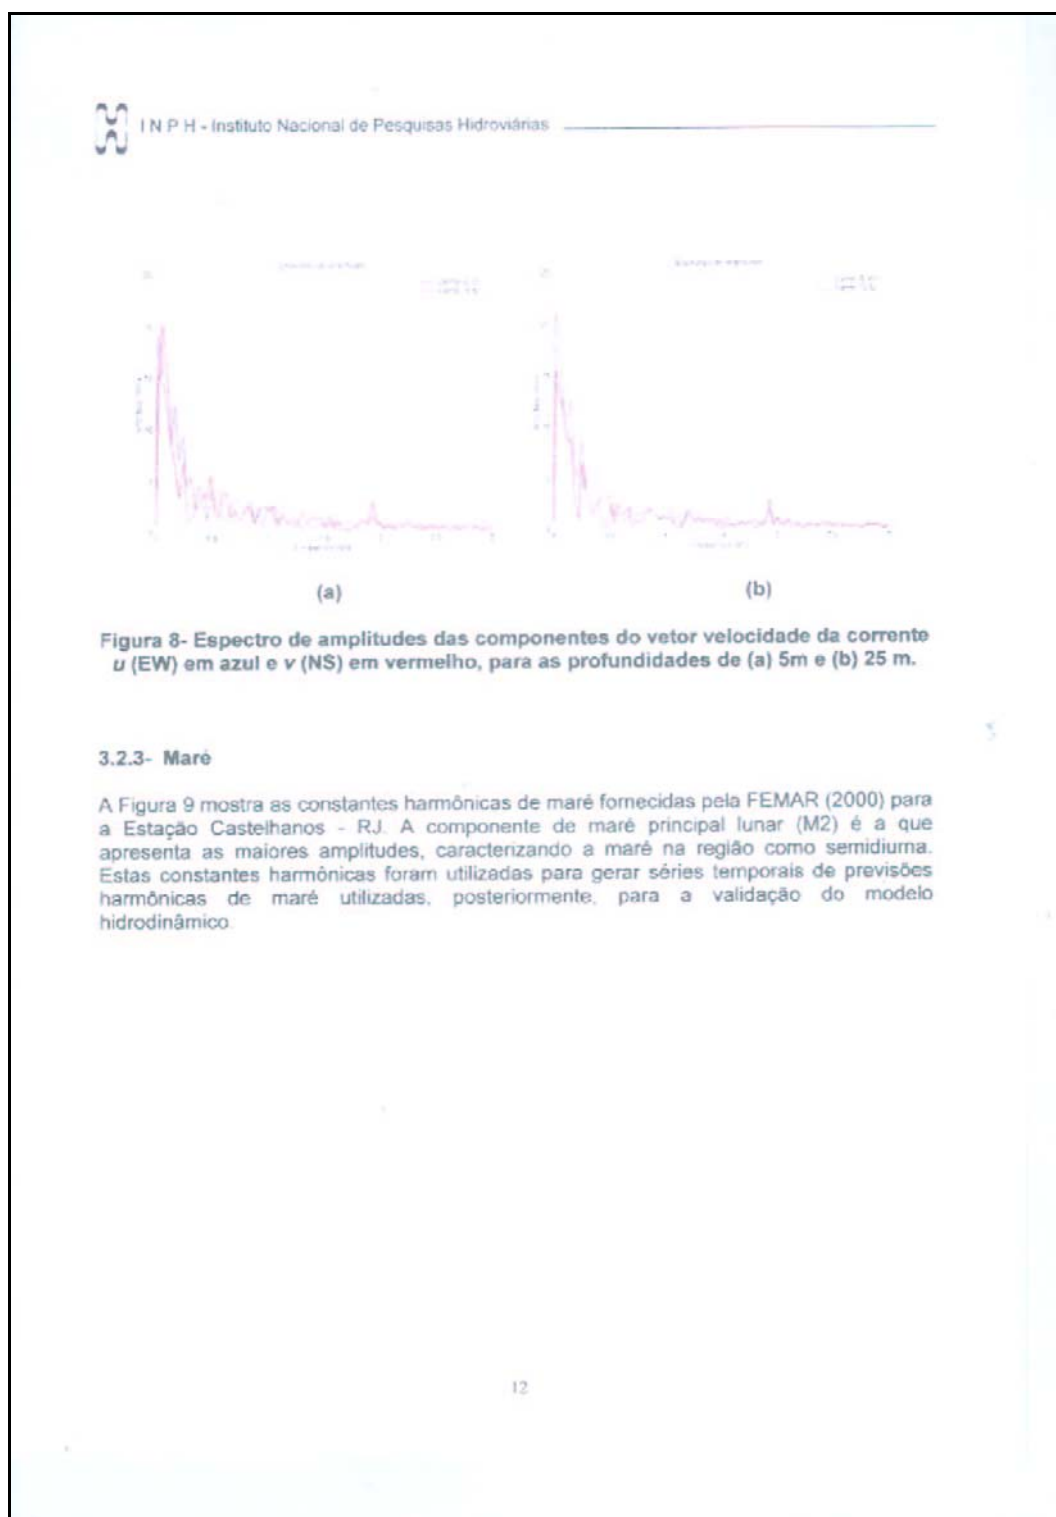 I N P H - Instituto Nacional de Pesquisas Hidroviárias
(a)
(b)
Figura 8- Espectro de amplitudes das componentes do vetor velocidade da corrente
u (EW) em azul e v (NS) em vermelho, para as profundidades de (a) 5m e (b) 25 m.
3.2.3- Maré
A Figura 9 mostra as constantes harmônicas de maré fornecidas pela FEMAR (2000) para
a Estação Castelhanos - RJ. A componente de maré principal lunar (M2) é a que
apresenta as maiores amplitudes, caracterizando a maré na região como semidiurna.
Estas constantes harmônicas foram utilizadas para gerar séries temporais de previsões
harmônicas de maré utilizadas, posteriormente, para a validação do modelo
hidrodinâmico.
12